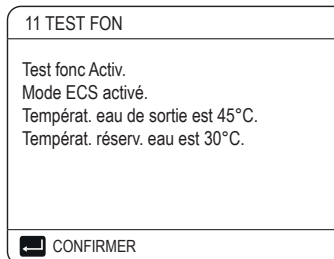 11 TEST FON
Test fonc Activ.
Mode ECS activé.
Températ. eau de sortie est 45°C.
Températ. réserv. eau est 30°C.
CONFIRMER